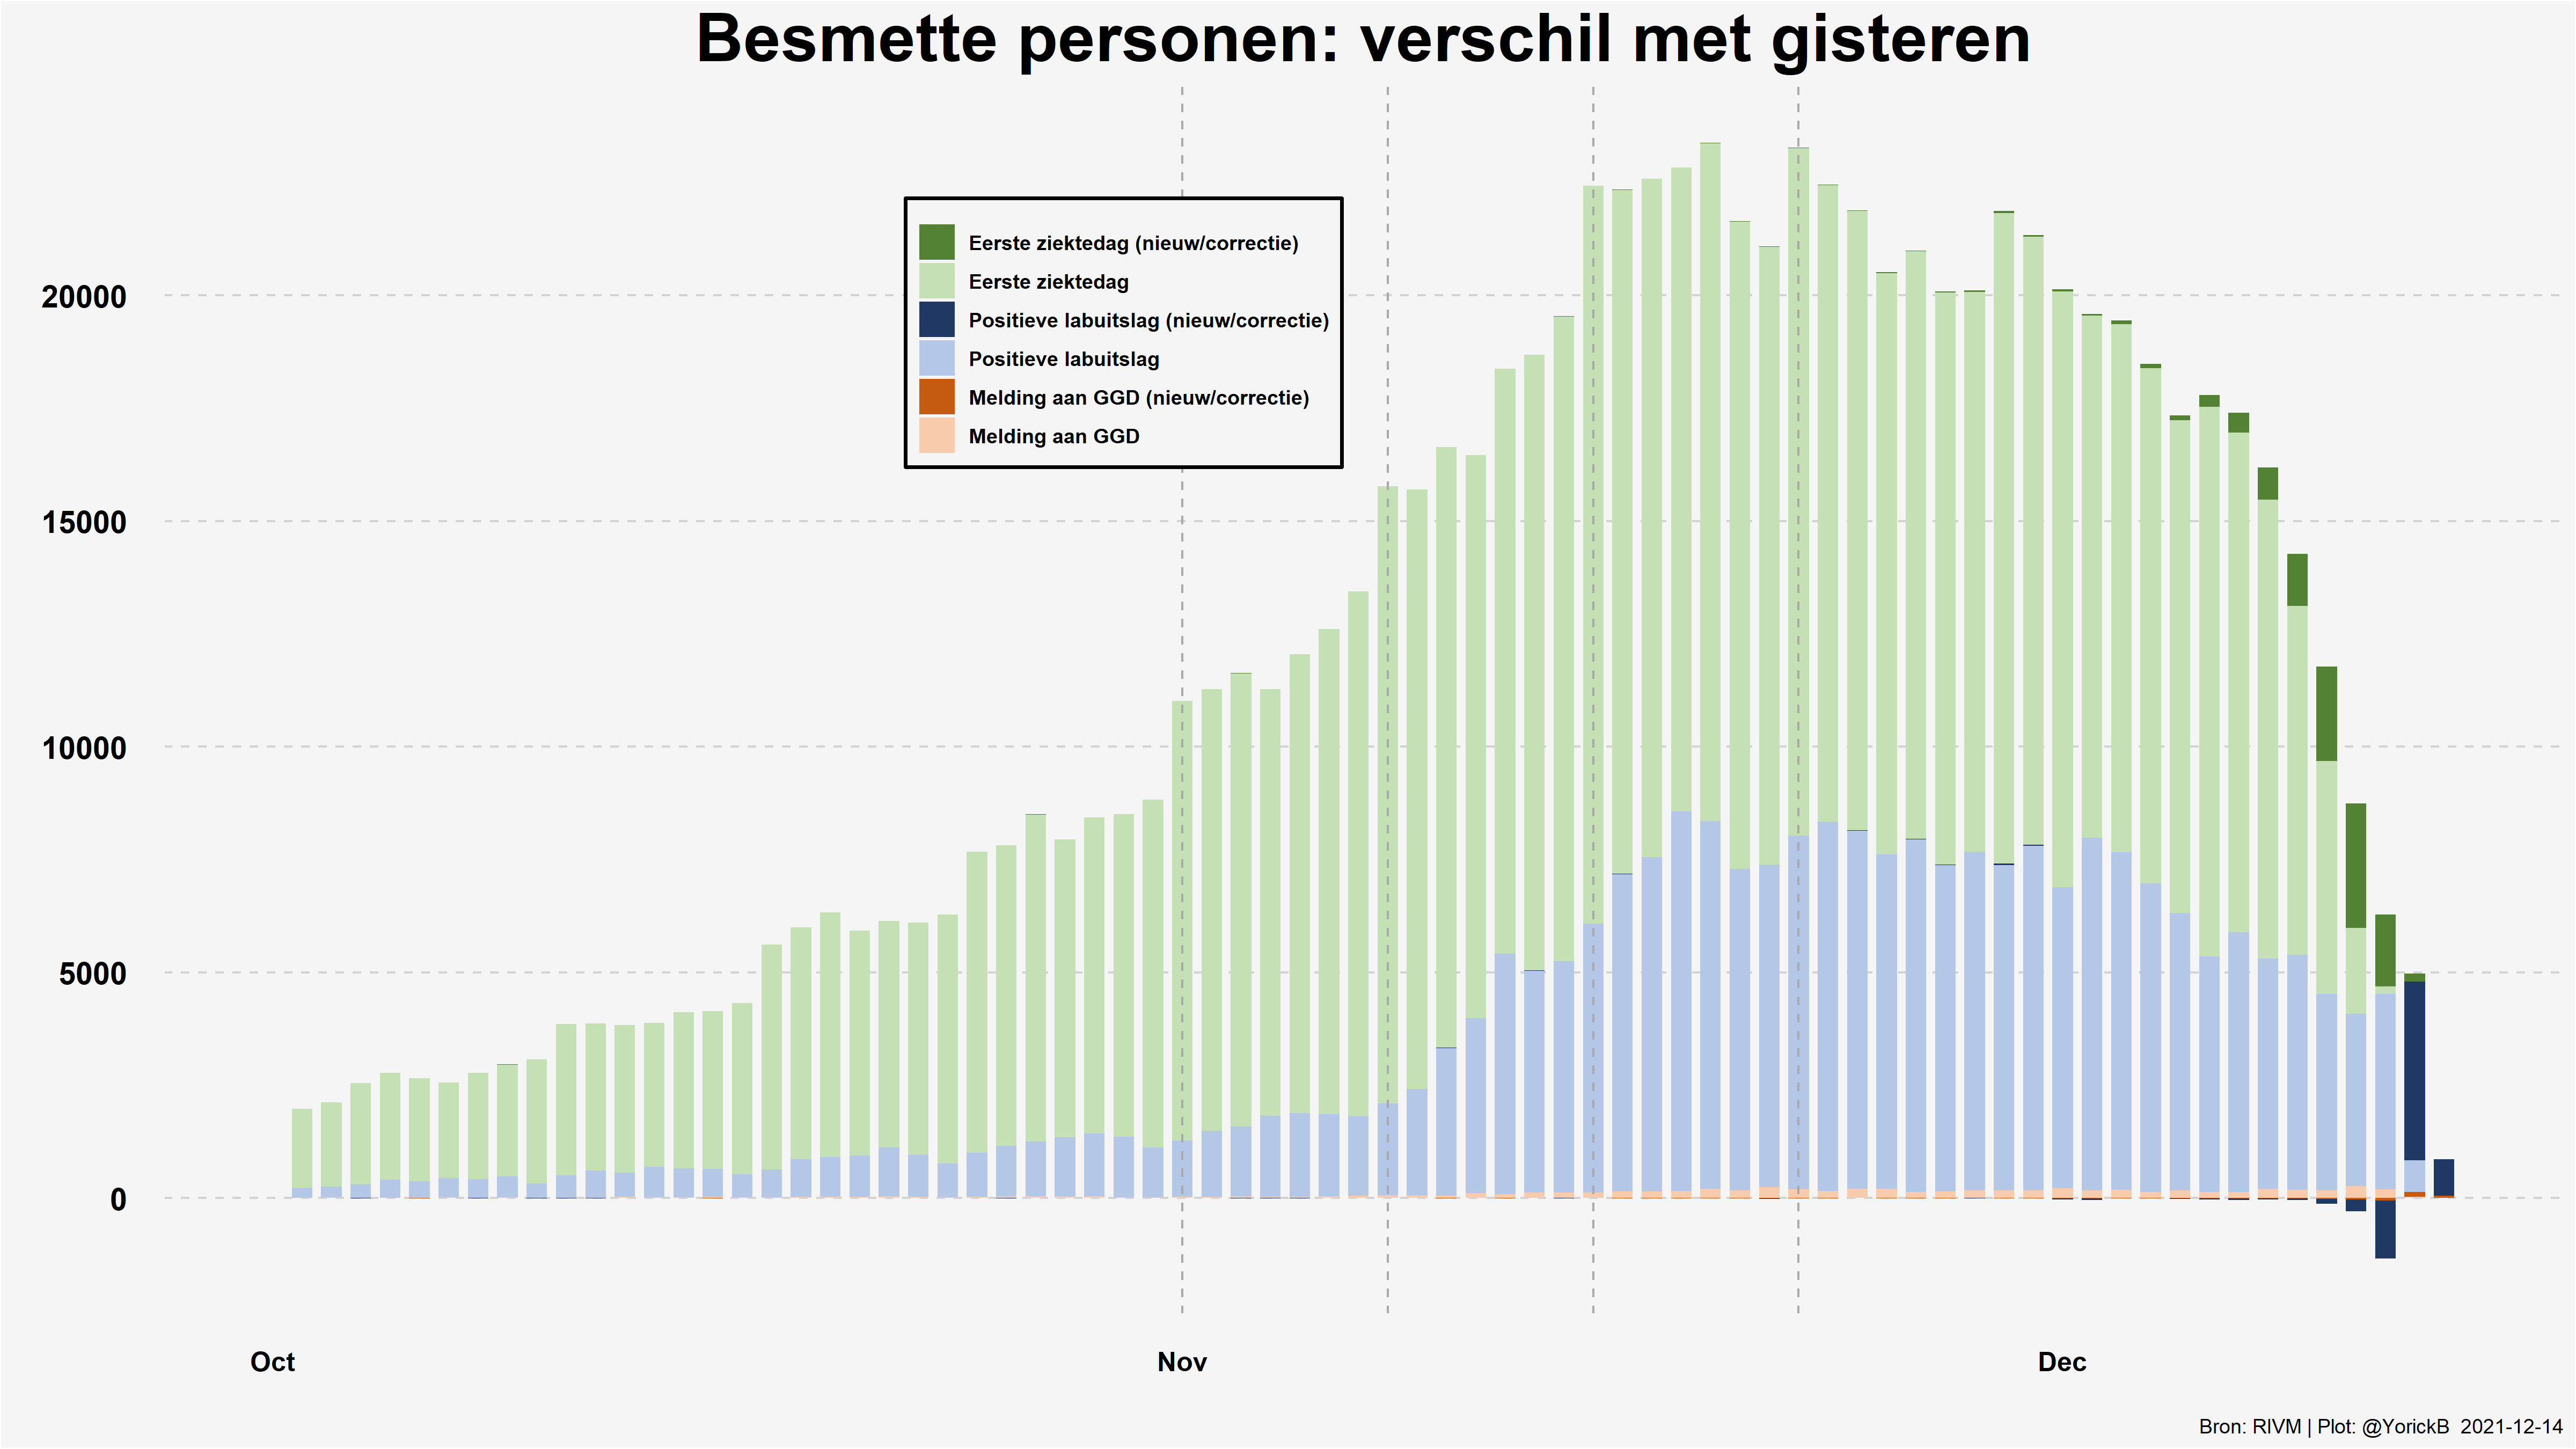 Besmette personen: verschil met gisteren
Eerste ziektedag (nieuw/correctie)
Eerste ziektedag
Positieve labuitslag (nieuw/correctie)
Positieve labuitslag
Melding aan GGD (nieuw/correctie)
Melding aan GGD
20000
15000
10000
5000
0
Oct
Nov
Dec
Bron: RIVM | Plot: @YorickB  2021-12-14